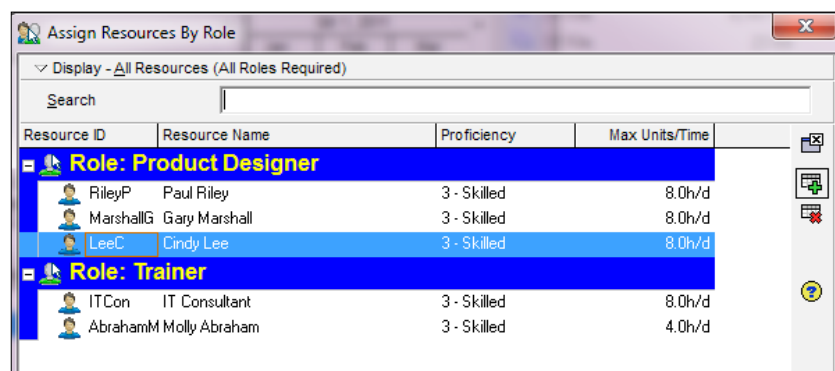 Assign Resources By Role
Display - All Resources (All Roles Required)
Search
Resource ID Resource Name Proficiency Max Units/Time
Role: Product Designer
RileyP Paul Riley 3 - Skilled 8.0h/d
MarshallG Gary Marshall 3 - Skilled 8.0h/d
LeeC Cindy Lee 3 - Skilled 8.0h/d
Role: Trainer
ITCon IT Consultant 3 - Skilled 8.0h/d
AbrahamM Molly Abraham 3 - Skilled 4.0h/d